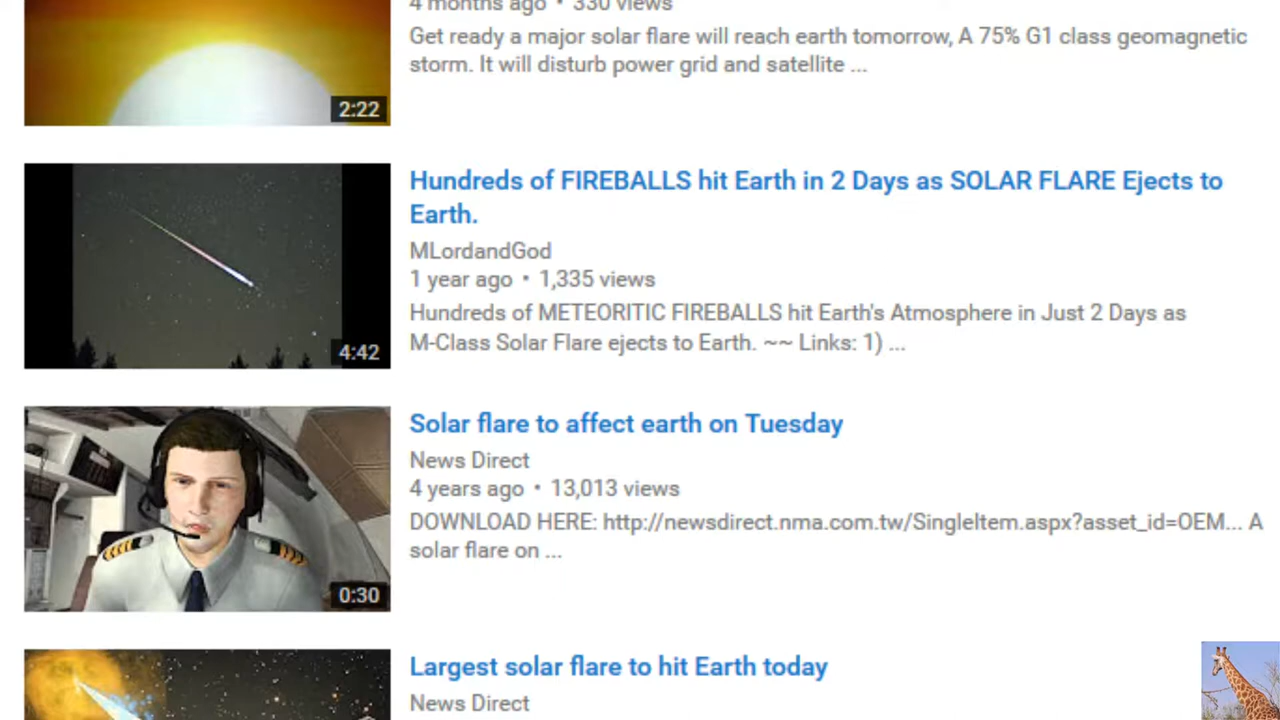 4 months ago • 330 views
Get ready a major solar flare will reach earth tomorrow, A 75% G1 class geomagnetic
storm. It will disturb power grid and satellite ...
2:22
Hundreds of FIREBALLS hit Earth in 2 Days as SOLAR FLARE Ejects to
Earth.
MLordandGod
1 year ago • 1,335 views
Hundreds of METEORITIC FIREBALLS hit Earth's Atmosphere in Just 2 Days as
M-Class Solar Flare ejects to Earth. ~~ Links: 1) ...
4:42
Solar flare to affect earth on Tuesday
News Direct
4 years ago • 13,013 views
DOWNLOAD HERE: http://newsdirect.nma.com.tw/SingleItem.aspx?asset_id=OEM... A
solar flare on ...
0:30
Largest solar flare to hit Earth today
News Direct